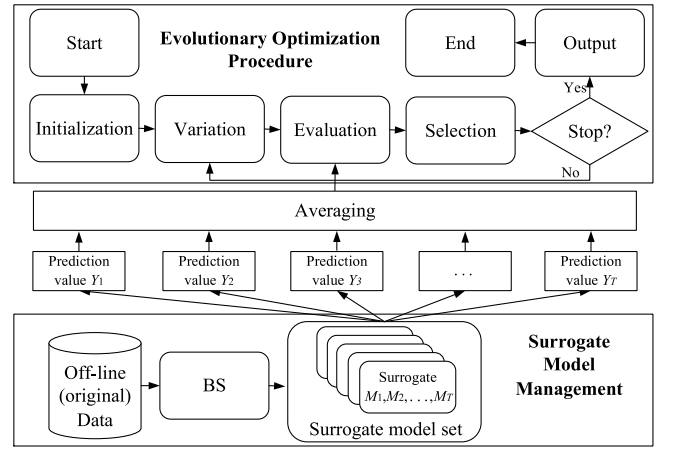 Start
Evolutionary Optimization
Procedure
End
Output
Yes
Initialization
Variation
Evaluation
Selection
Stop?
No
Averaging
Prediction
value Y1
Prediction
value Y2
Prediction
value Y3
...
Prediction
value YT
Off-line
(original)
Data
BS
Surrogate
M1,M2,...,MT
Surrogate model set
Surrogate
Model
Management